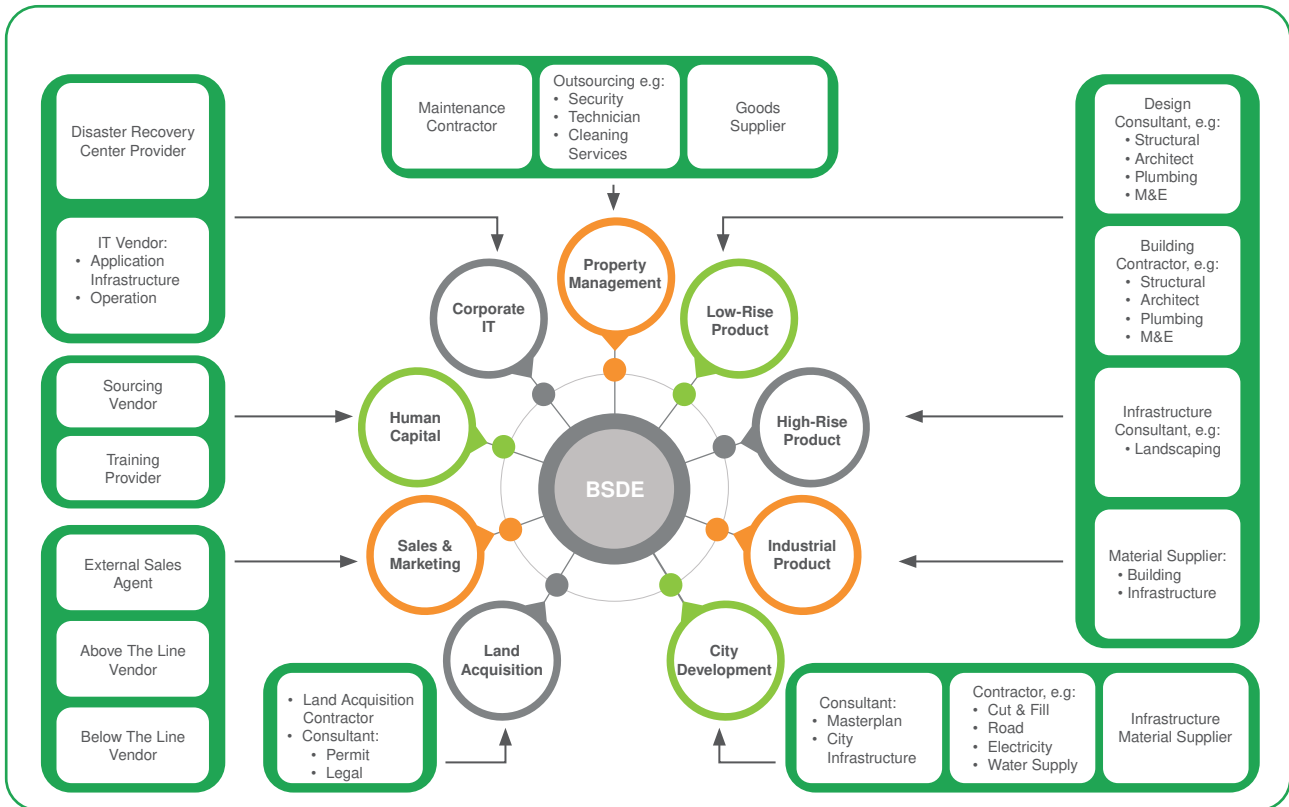 Disaster Recovery
Center Provider
IT Vendor:
• Application
Infrastructure
• Operation
Sourcing
Vendor
Training
Provider
External Sales
Agent
Above The Line
Vendor
Below The Line
Vendor
Maintenance
Contractor
Outsourcing e.g:
• Security
• Technician
• Cleaning
Services
Goods
Supplier
Property
Management
Corporate
IT
Low-Rise
Product
Human
Capital
High-Rise
Product
BSDE
Sales &
Marketing
Industrial
Product
Land
Acquisition
City
Development
Design
Consultant, e.g:
• Structural
• Architect
• Plumbing
• M&E
Building
Contractor, e.g:
• Structural
• Architect
• Plumbing
• M&E
Infrastructure
Consultant, e.g:
• Landscaping
Material Supplier:
• Building
• Infrastructure
• Land Acquisition
Contractor
• Consultant:
• Permit
• Legal
Consultant:
• Masterplan
• City
Infrastructure
Contractor, e.g:
• Cut & Fill
• Road
• Electricity
• Water Supply
Infrastructure
Material Supplier